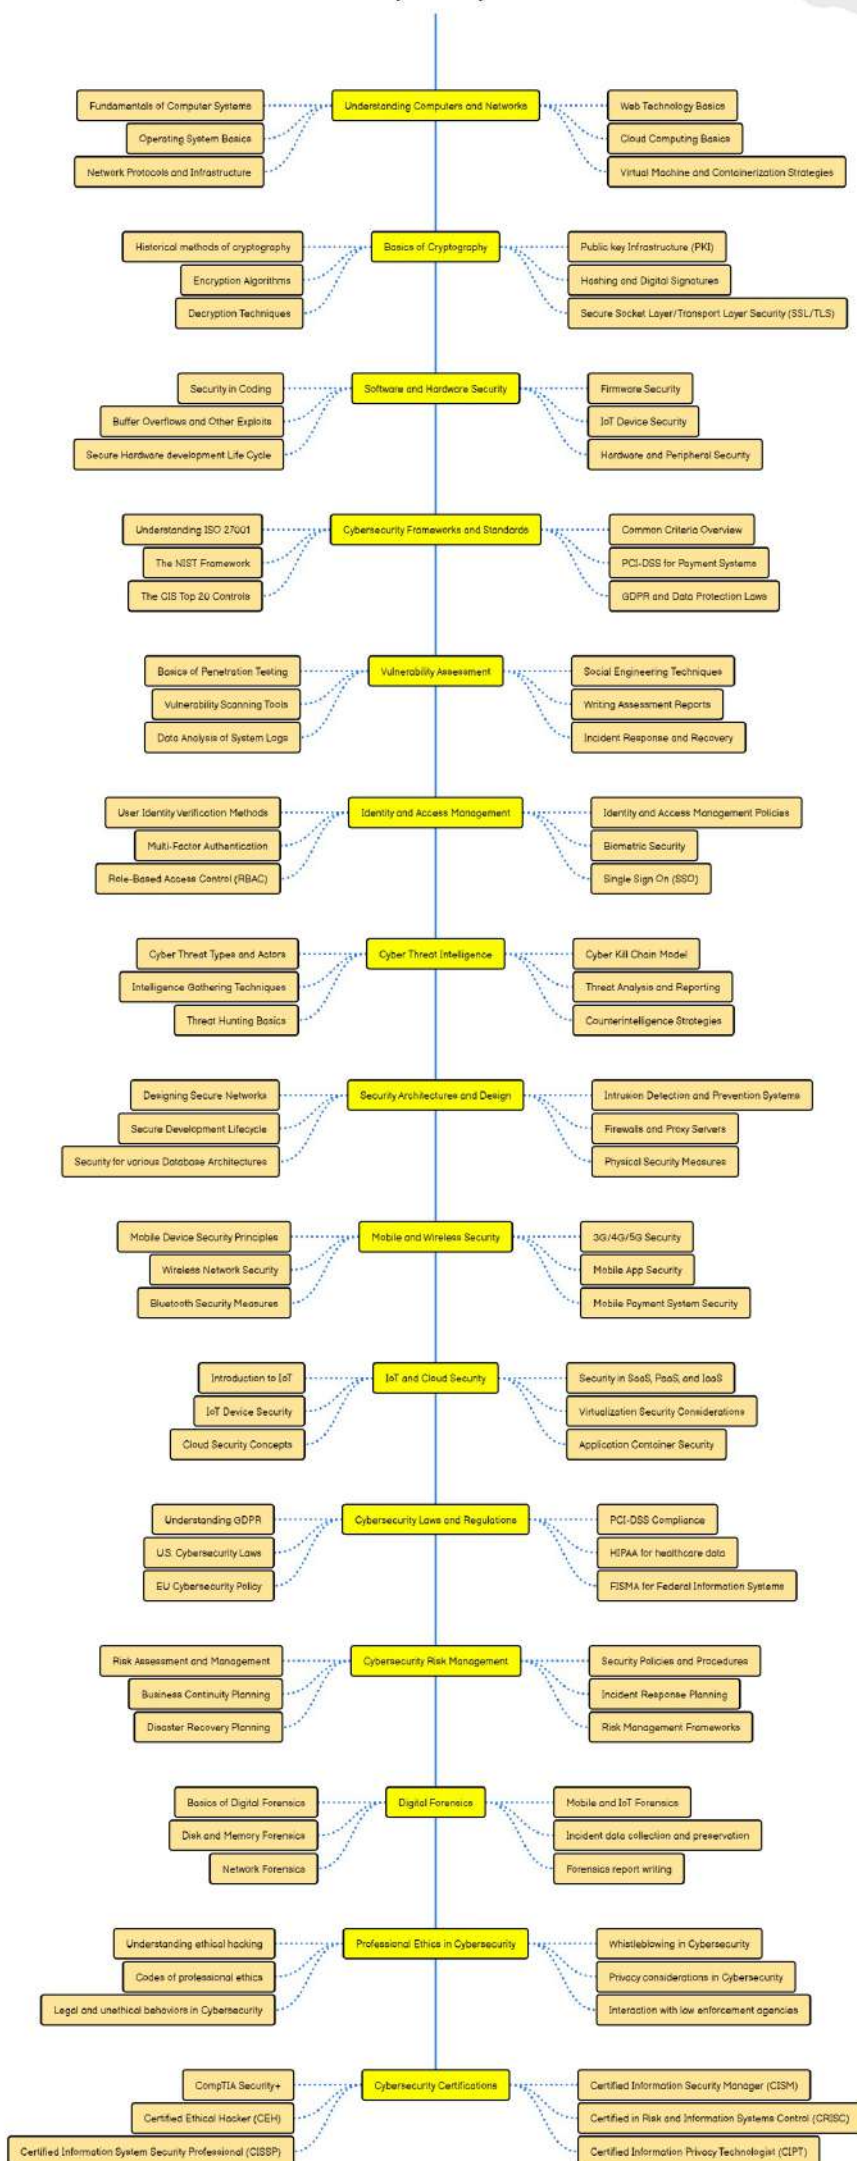 Fundamentals of Computer Systems
Understanding Computers and Networks
Web Technology Basics
Operating System Basics
Cloud Computing Basics
Network Protocols and Infrastructure
Virtual Machine and Containerization Strategies
Historical methods of cryptography
Basics of Cryptography
Public key Infrastructure (PKI)
Encryption Algorithms
Hashing and Digital Signatures
Decryption Techniques
Secure Socket Layer/Transport Layer Security (SSL/TLS)
Security in Coding
Software and Hardware Security
Firmware Security
Buffer Overflows and Other Exploits
IoT Device Security
Secure Hardware development Life Cycle
Hardware and Peripheral Security
Understanding ISO 27001
Cybersecurity Frameworks and Standards
Common Criteria Overview
The NIST Framework
PCI-DSS for Payment Systems
The CIS Top 20 Controls
GDPR and Data Protection Laws
Basics of Penetration Testing
Vulnerability Assessment
Social Engineering Techniques
Vulnerability Scanning Tools
Writing Assessment Reports
Data Analysis of System Logs
Incident Response and Recovery
User Identity Verification Methods
Identity and Access Management
Identity and Access Management Policies
Multi-Factor Authentication
Biometric Security
Role-Based Access Control (RBAC)
Single Sign On (SSO)
Cyber Threat Types and Actors
Cyber Threat Intelligence
Cyber Kill Chain Model
Intelligence Gathering Techniques
Threat Analysis and Reporting
Threat Hunting Basics
Counterintelligence Strategies
Designing Secure Networks
Security Architectures and Design
Intrusion Detection and Prevention Systems
Secure Development Lifecycle
Firewalls and Proxy Servers
Security for various Database Architectures
Physical Security Measures
Mobile Device Security Principles
Mobile and Wireless Security
3G/4G/5G Security
Wireless Network Security
Mobile App Security
Bluetooth Security Measures
Mobile Payment System Security
Introduction to IoT
IoT and Cloud Security
Security in SaaS, PaaS, and IaaS
IoT Device Security
Virtualization Security Considerations
Cloud Security Concepts
Application Container Security
Understanding GDPR
Cybersecurity Laws and Regulations
PCI-DSS Compliance
U.S. Cybersecurity Laws
HIPAA for healthcare data
EU Cybersecurity Policy
FISMA for Federal Information Systems
Risk Assessment and Management
Cybersecurity Risk Management
Security Policies and Procedures
Business Continuity Planning
Incident Response Planning
Disaster Recovery Planning
Risk Management Frameworks
Basics of Digital Forensics
Digital Forensics
Mobile and IoT Forensics
Disk and Memory Forensics
Incident data collection and preservation
Network Forensics
Forensics report writing
Understanding ethical hacking
Professional Ethics in Cybersecurity
Whistleblowing in Cybersecurity
Codes of professional ethics
Privacy considerations in Cybersecurity
Legal and unethical behaviors in Cybersecurity
Interaction with law enforcement agencies
CompTIA Security+
Cybersecurity Certifications
Certified Information Security Manager (CISM)
Certified Ethical Hacker (CEH)
Certified in Risk and Information Systems Control (CRISC)
Certified Information System Security Professional (CISSP)
Certified Information Privacy Technologist (CIPT)